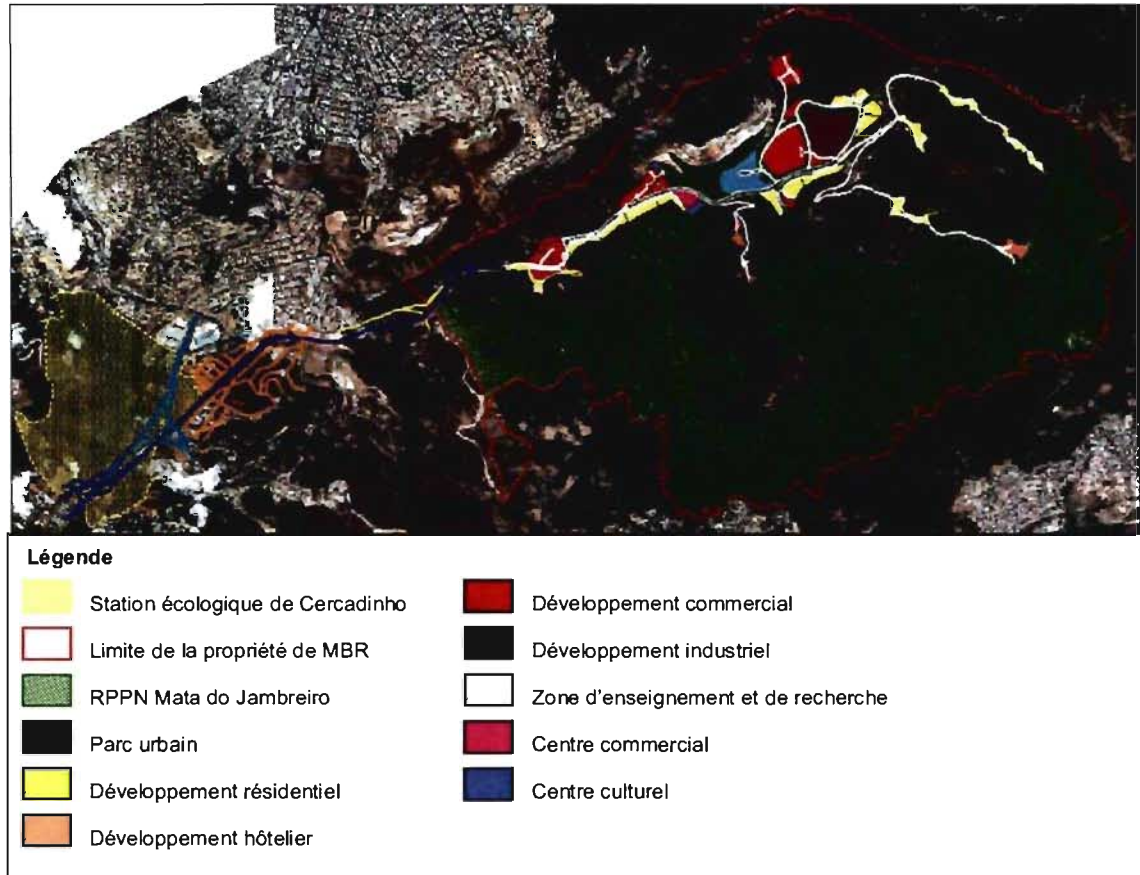 Légende
Station écologique de Cercadinho
Limite de la propriété de MBR
RPPN Mata do Jambreiro
Parc urbain
Développement résidentiel
Développement hôtelier
Développement commercial
Développement industriel
Zone d'enseignement et de recherche
Centre commercial
Centre culturel